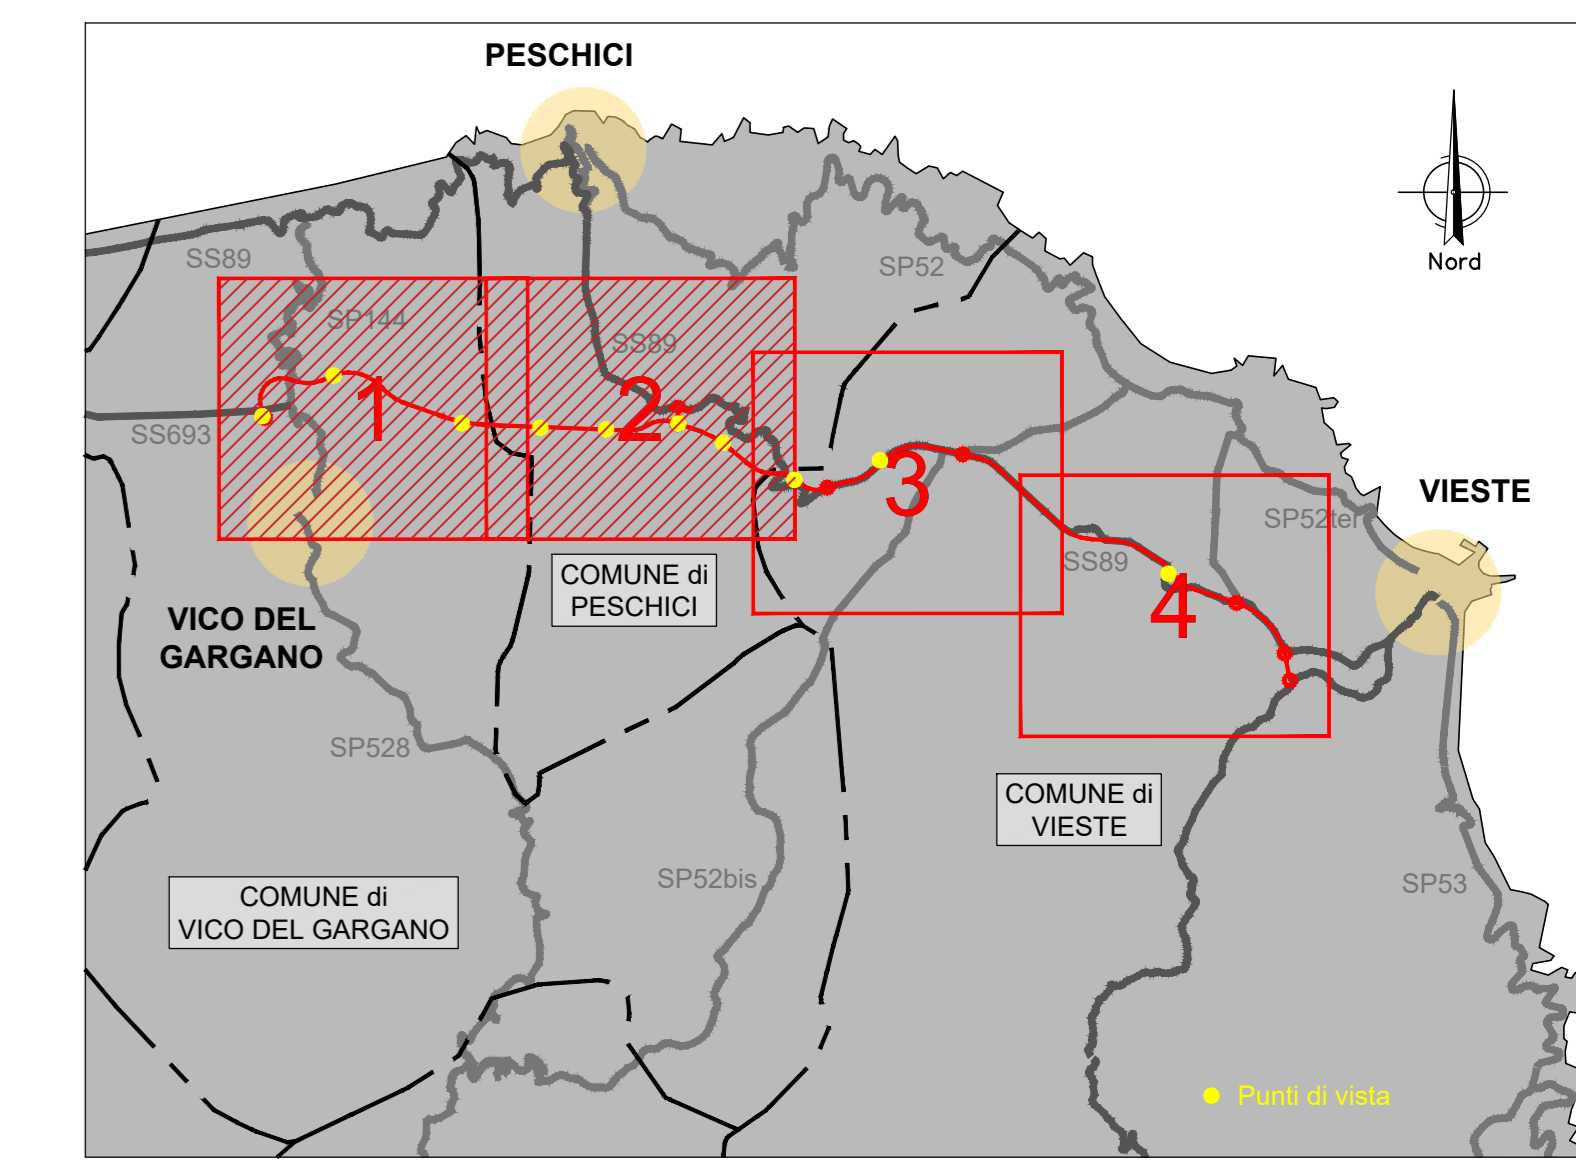 PESCHICI
Nord
SS89
SP52
SP144
SS89
1
2
SS693
3
VIESTE
SP52ter
SS89
COMUNE di
PESCHICI
4
VICO DEL
GARGANO
SP528
COMUNE di
VIESTE
SP52bis
SP53
COMUNE di
VICO DEL GARGANO
Punti di vista